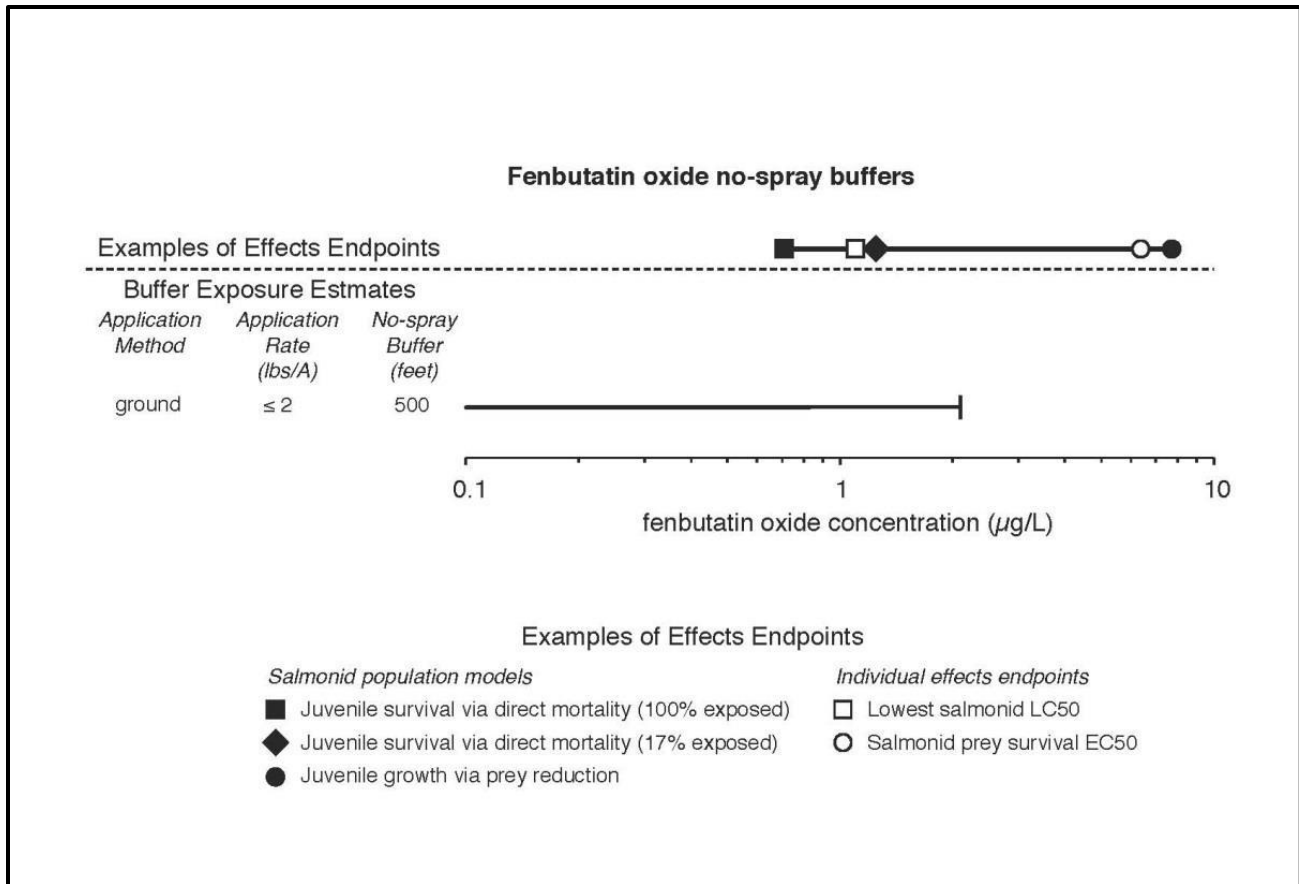 Fenbutatin oxide no-spray buffers
Examples of Effects Endpoints
Buffer Exposure Estmates
Application Method
Application Rate (lbs/A)
No-spray Buffer (feet)
ground ≤ 2 500
0.1 1 10
fenbutatin oxide concentration (µg/L)
Examples of Effects Endpoints
Salmonid population models
Juvenile survival via direct mortality (100% exposed)
Juvenile survival via direct mortality (17% exposed)
Juvenile growth via prey reduction
Individual effects endpoints
Lowest salmonid LC50
Salmonid prey survival EC50